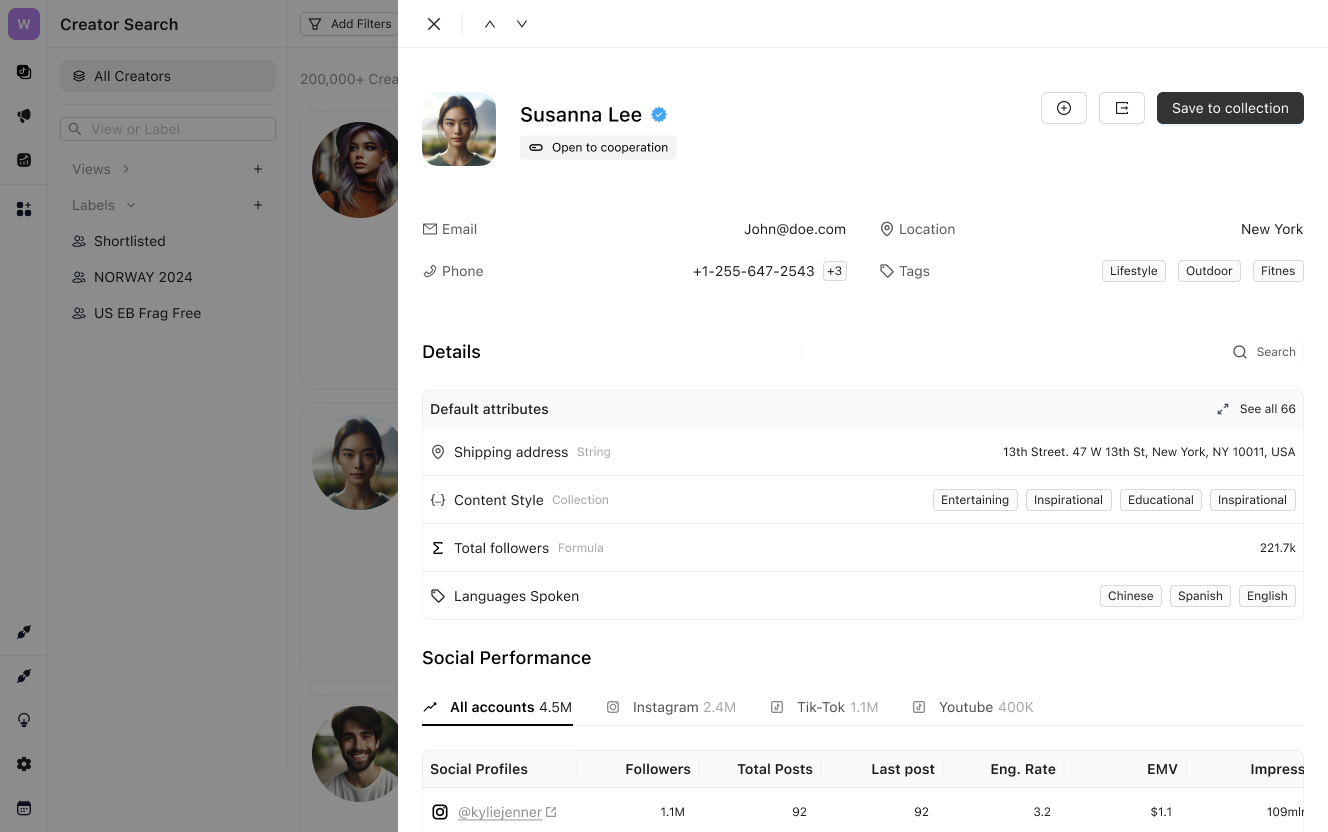 W
Creator Search
Add Filters
All Creators
200,000+ Crea
View or Label
Views
Labels
Shortlisted
NORWAY 2024
US EB Frag Free
Susanna Lee
Open to cooperation
Save to collection
Email John@doe.com
Location New York
Phone +1-255-647-2543 +3
Tags Lifestyle Outdoor Fitnes
Details
Search
Default attributes
See all 66
Shipping address String 13th Street. 47 W 13th St, New York, NY 10011, USA
Content Style Collection Entertaining Inspirational Educational Inspirational
Total followers Formula 221.7k
Languages Spoken Chinese Spanish English
Social Performance
All accounts 4.5M Instagram 2.4M Tik-Tok 1.1M Youtube 400K
Social Profiles Followers Total Posts Last post Eng. Rate EMV Impress
@kyliejenner 1.1M 92 92 3.2 $1.1 109mln